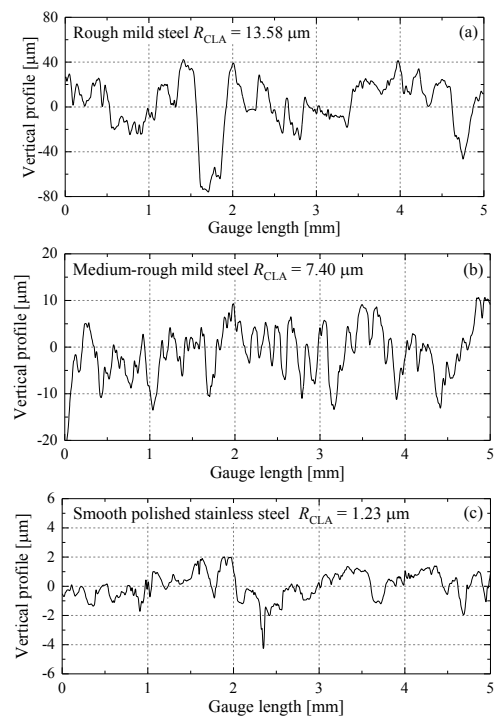 Rough mild steel R_CLA = 13.58 μm (a)
Vertical profile [μm]
80
40
0
-40
-80
0 1 2 3 4 5
Gauge length [mm]
Medium-rough mild steel R_CLA = 7.40 μm (b)
Vertical profile [μm]
20
10
0
-10
-20
0 1 2 3 4 5
Gauge length [mm]
Smooth polished stainless steel R_CLA = 1.23 μm (c)
Vertical profile [μm]
6
4
2
0
-2
-4
-6
0 1 2 3 4 5
Gauge length [mm]